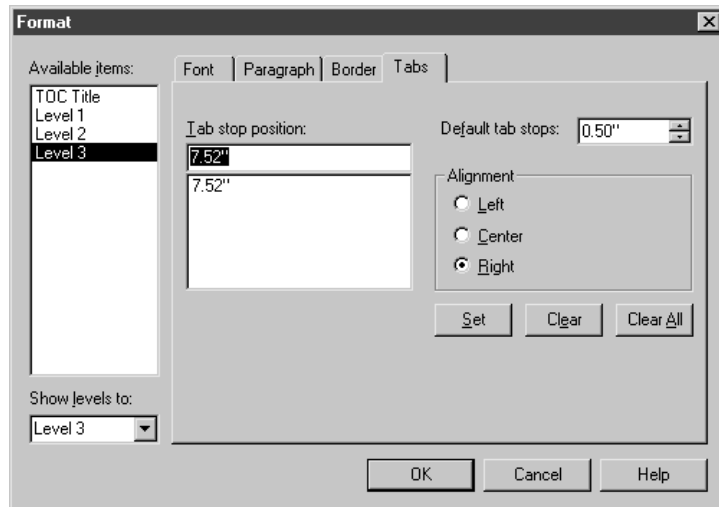 Format
Available items:
TOC Title
Level 1
Level 2
Level 3
Show levels to:
Level 3
Font
Paragraph
Border
Tabs
Tab stop position:
7.52"
7.52"
Default tab stops:
0.50"
Alignment
Left
Center
Right
Set
Clear
Clear All
OK
Cancel
Help